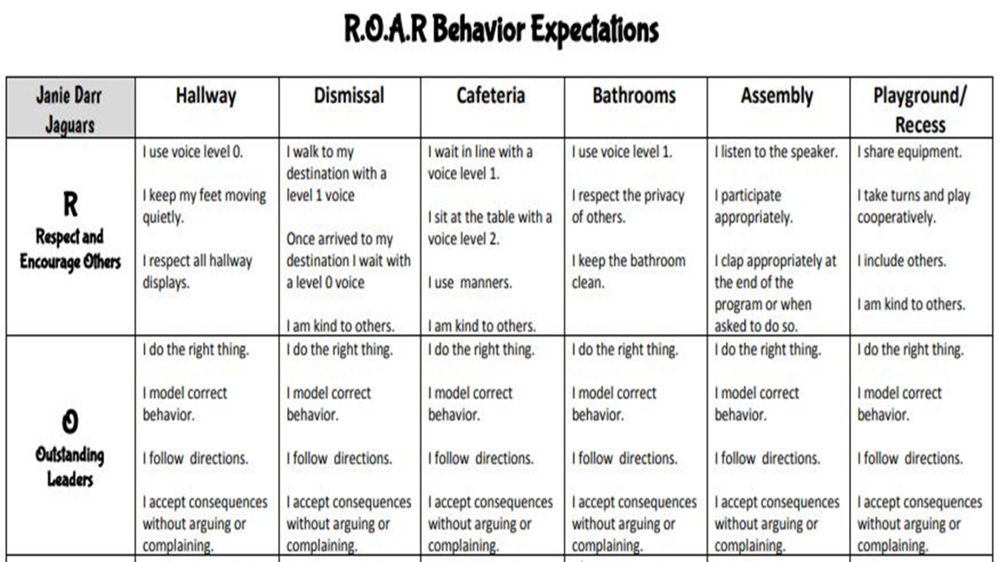 R.O.A.R Behavior Expectations
Janie Darr
Jaguars
Hallway
Dismissal
Cafeteria
Bathrooms
Assembly
Playground/
Recess
R
Respect and
Encourage Others
I use voice level 0.
I keep my feet moving
quietly.
I respect all hallway
displays.
I walk to my
destination with a
level 1 voice
Once arrived to my
destination I wait with
a level 0 voice
I am kind to others.
I wait in line with a
voice level 1.
I sit at the table with a
voice level 2.
I use manners.
I am kind to others.
I use voice level 1.
I respect the privacy
of others.
I keep the bathroom
clean.
I listen to the speaker.
I participate
appropriately.
I clap appropriately at
the end of the
program or when
asked to do so.
I share equipment.
I take turns and play
cooperatively.
I include others.
I am kind to others.
O
Outstanding
Leaders
I do the right thing.
I model correct
behavior.
I follow directions.
I accept consequences
without arguing or
complaining.
I do the right thing.
I model correct
behavior.
I follow directions.
I accept consequences
without arguing or
complaining.
I do the right thing.
I model correct
behavior.
I follow directions.
I accept consequences
without arguing or
complaining.
I do the right thing.
I model correct
behavior.
I follow directions.
I accept consequences
without arguing or
complaining.
I do the right thing.
I model correct
behavior.
I follow directions.
I accept consequences
without arguing or
complaining.
I do the right thing.
I model correct
behavior.
I follow directions.
I accept consequences
without arguing or
complaining.